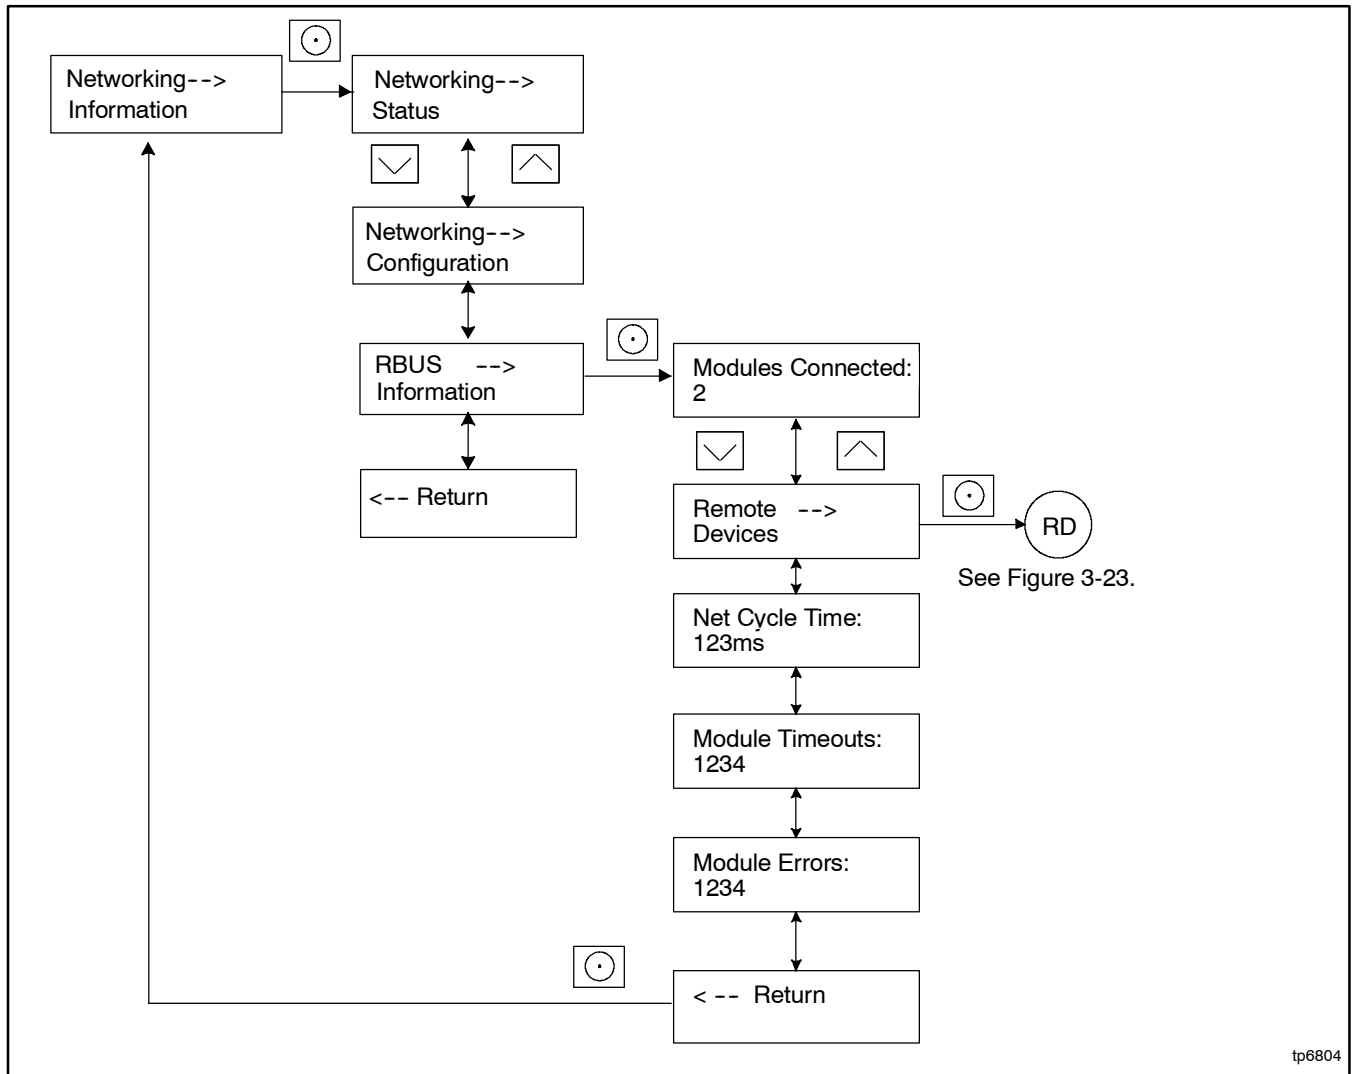 Networking-->
Information
Networking-->
Status
Networking-->
Configuration
RBUS -->
Information
<-- Return
Modules Connected:
2
Remote -->
Devices
RD
See Figure 3-23.
Net Cycle Time:
123ms
Module Timeouts:
1234
Module Errors:
1234
< -- Return
tp6804